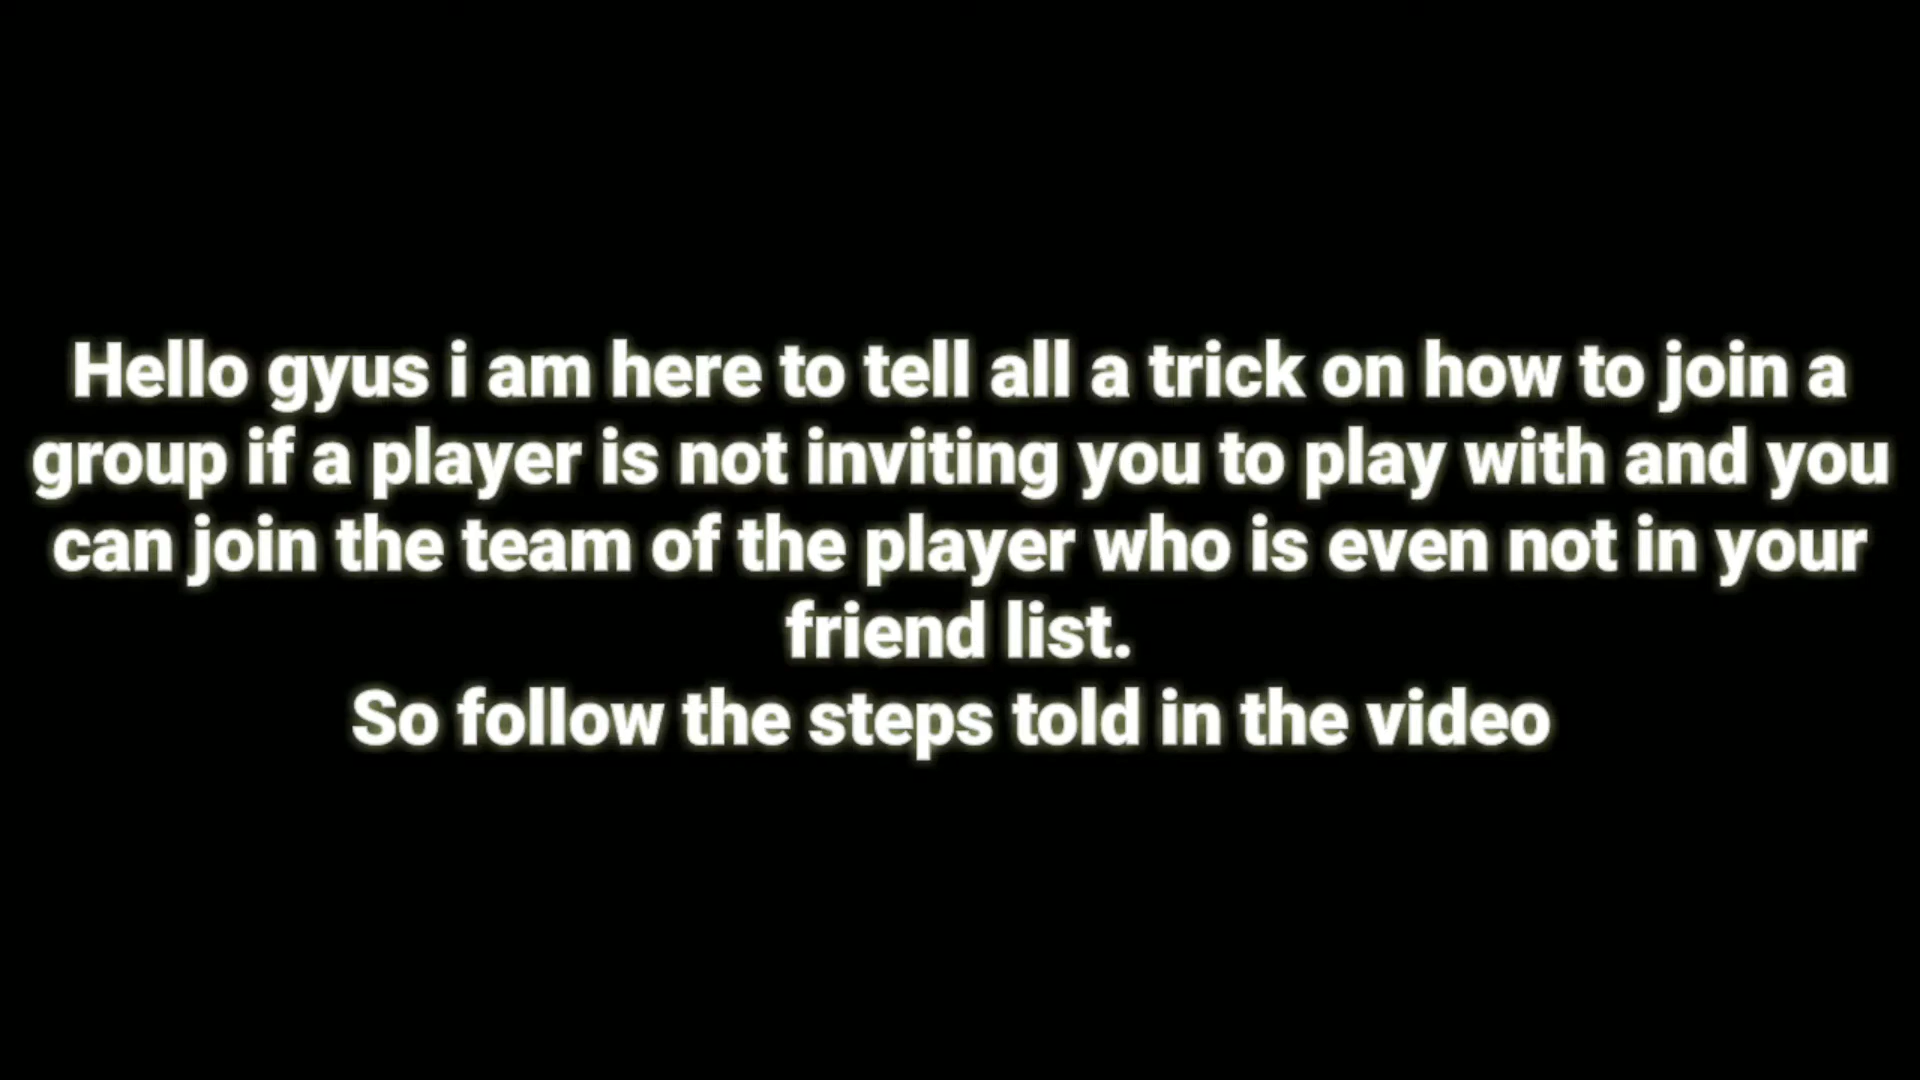 Hello gyus i am here to tell all a trick on how to join a
group if a player is not inviting you to play with and you
can join the team of the player who is even not in your
friend list.
So follow the steps told in the video